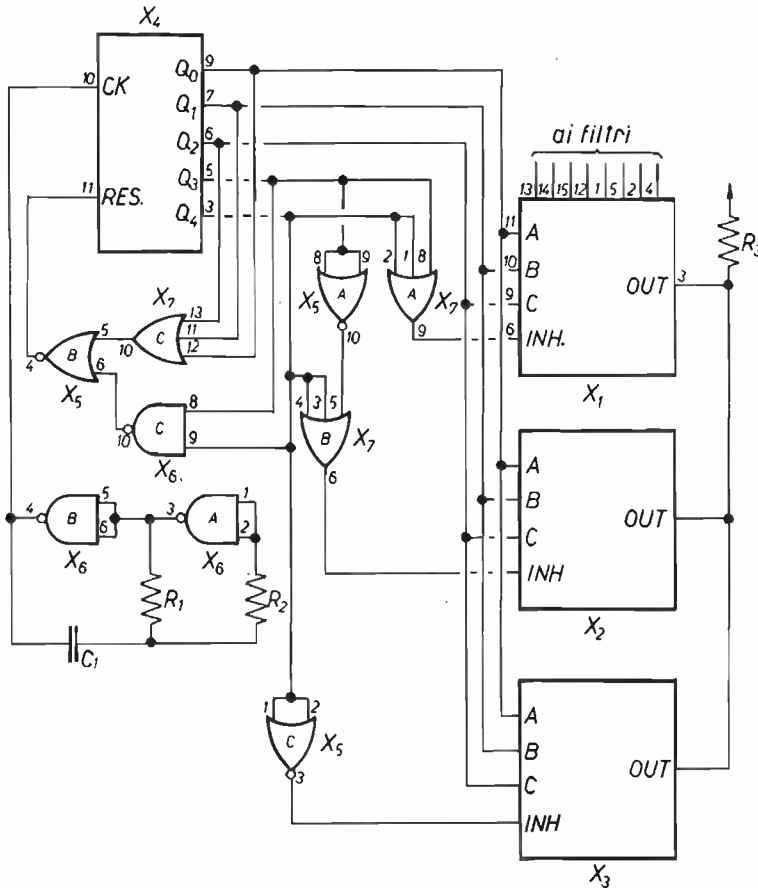 X4
10 CK Q0 9
Q1 7
Q2 6
Q3 5
11 RES. Q4 3
ai filtri
13 14 15 12 1 5 2 4
11 A
10 B
9 C
6 INH.
OUT 3
X1
R3
8 9
A
X5
10
2 1 8
A
X7
9
X7
13
11
12
C
10
5
6
B
4
X5
8
9
C
10
X6.
4 3 5
B
X7
6
A
B
C
INH
OUT
X2
5
6
B
4
X6
1
2
A
3
X6
R1
R2
C1
1 2
C
X5
3
A
B
C
INH
OUT
X3